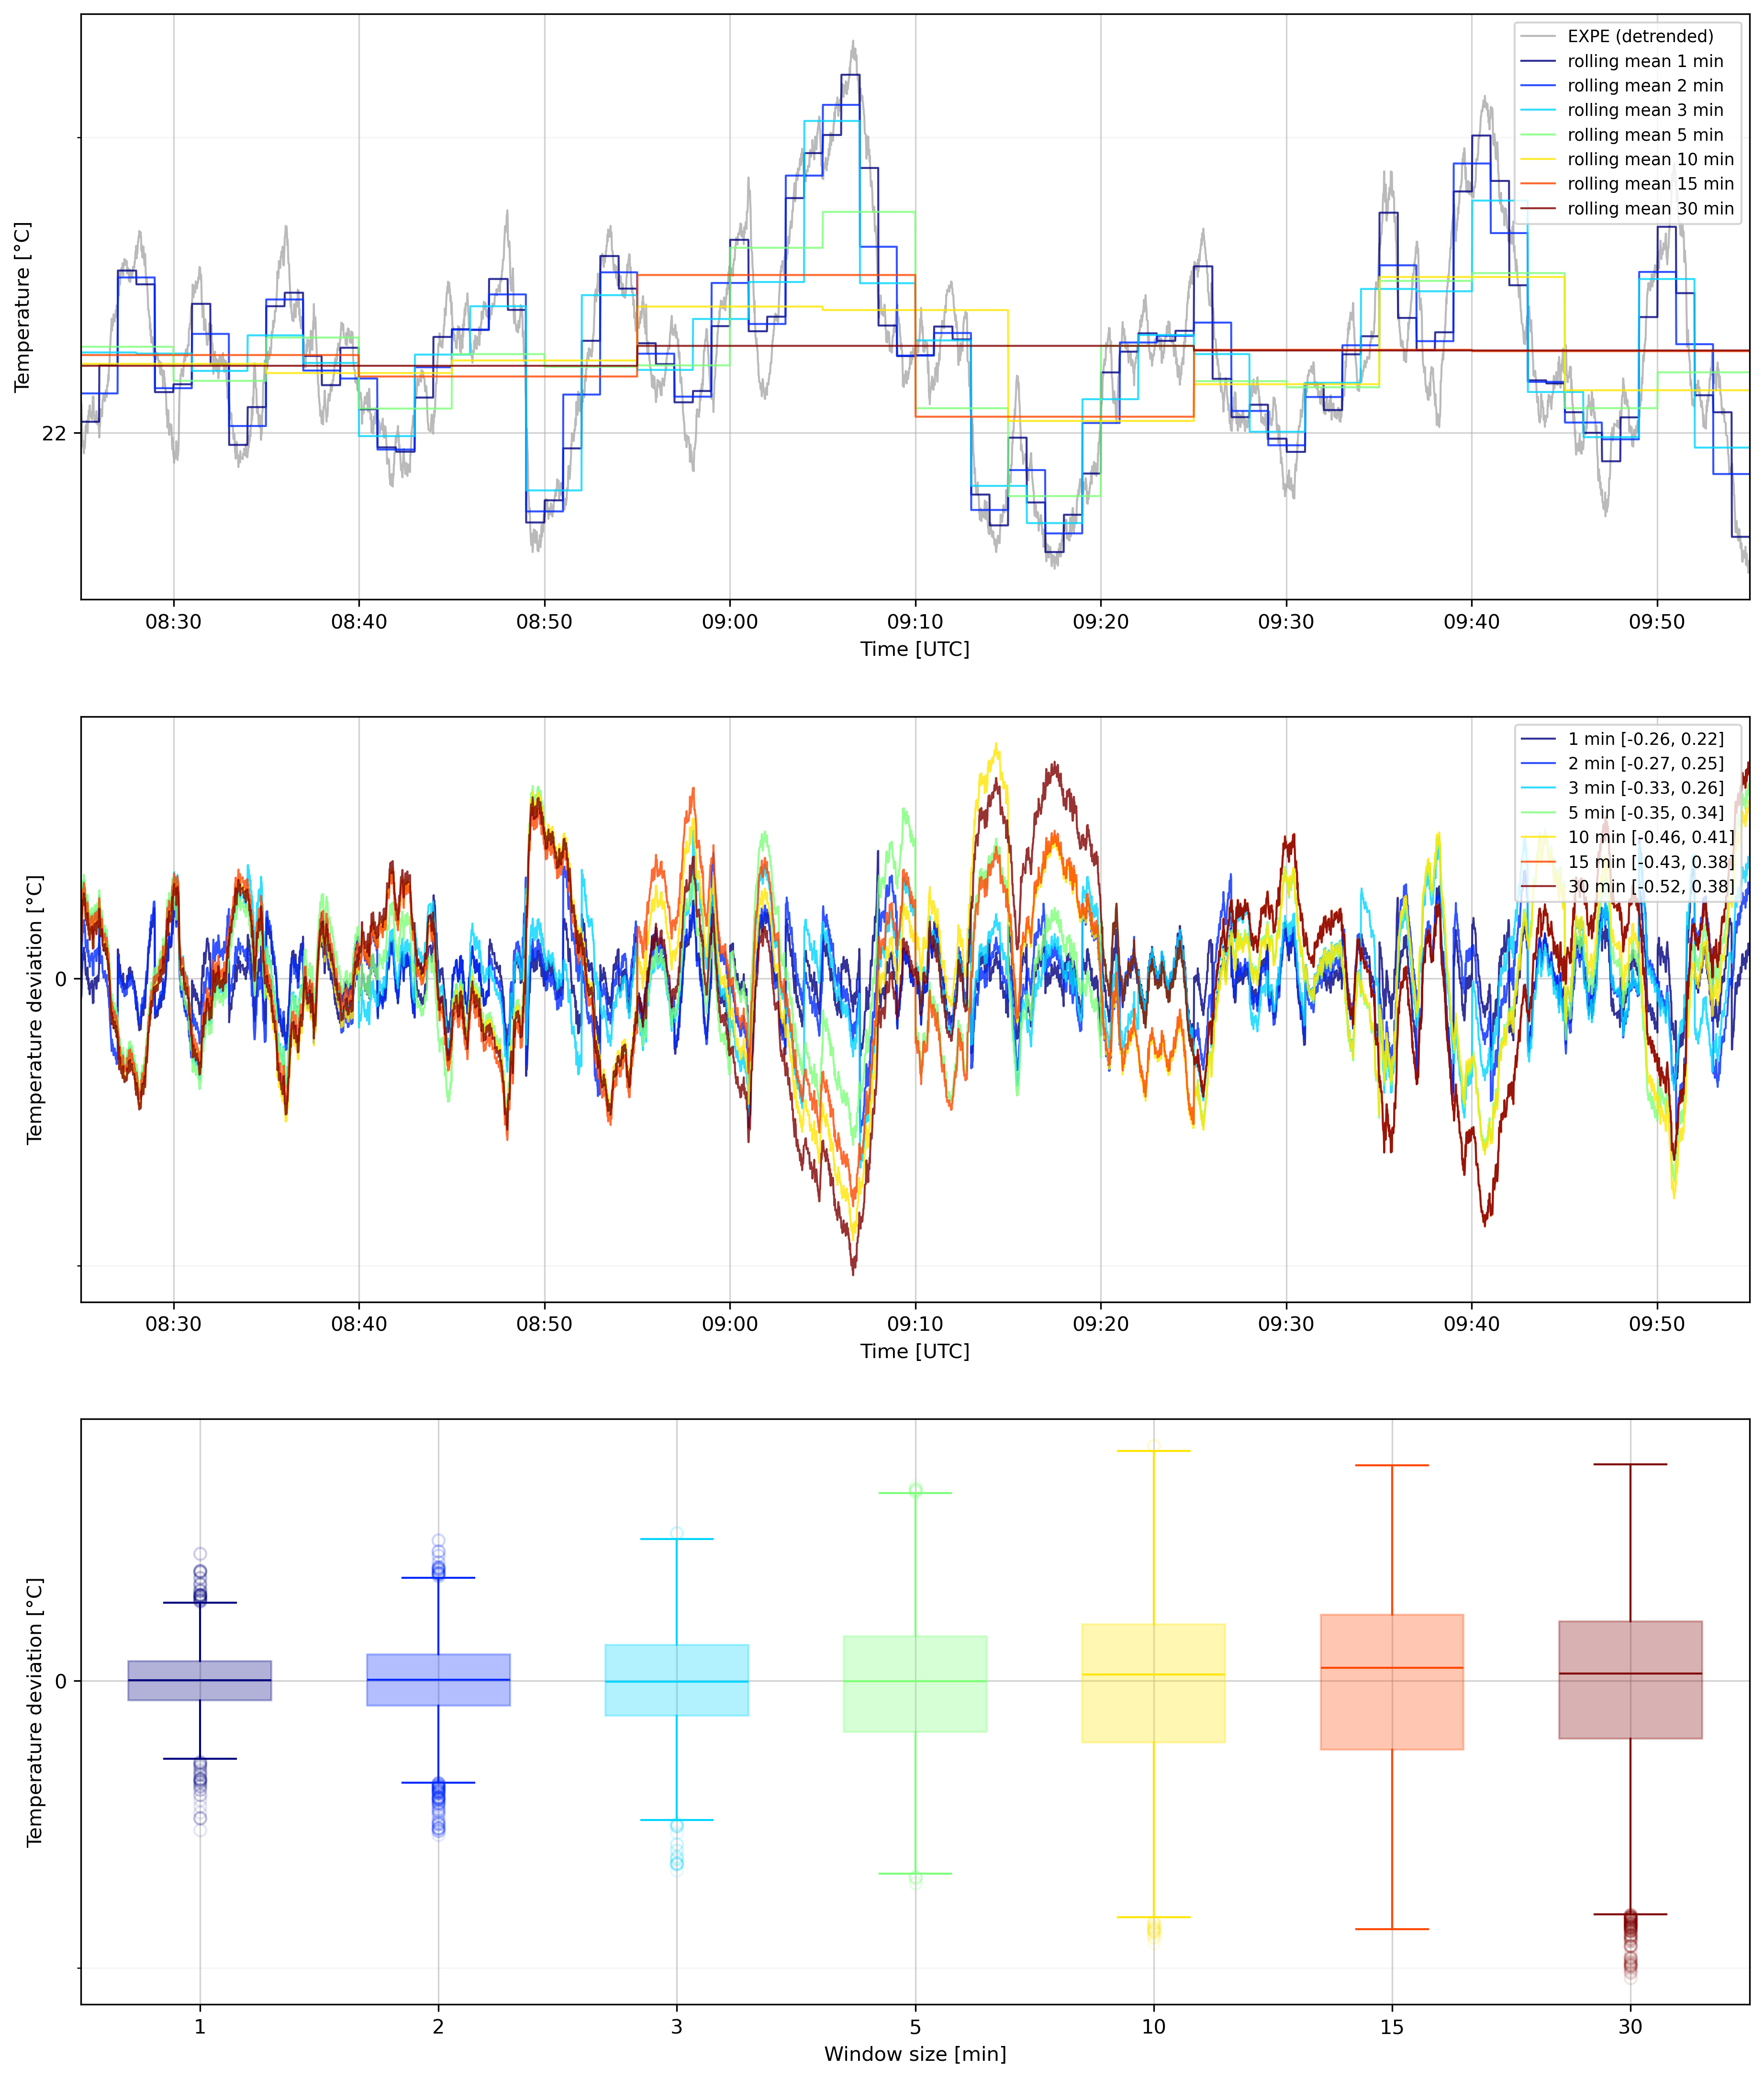 EXPE (detrended)
rolling mean 1 min
rolling mean 2 min
rolling mean 3 min
rolling mean 5 min
rolling mean 10 min
rolling mean 15 min
rolling mean 30 min
Temperature [°C]
22
08:30 08:40 08:50 09:00 09:10 09:20 09:30 09:40 09:50
Time [UTC]
1 min [-0.26, 0.22]
2 min [-0.27, 0.25]
3 min [-0.33, 0.26]
5 min [-0.35, 0.34]
10 min [-0.46, 0.41]
15 min [-0.43, 0.38]
30 min [-0.52, 0.38]
Temperature deviation [°C]
0
08:30 08:40 08:50 09:00 09:10 09:20 09:30 09:40 09:50
Time [UTC]
Temperature deviation [°C]
0
1 2 3 5 10 15 30
Window size [min]